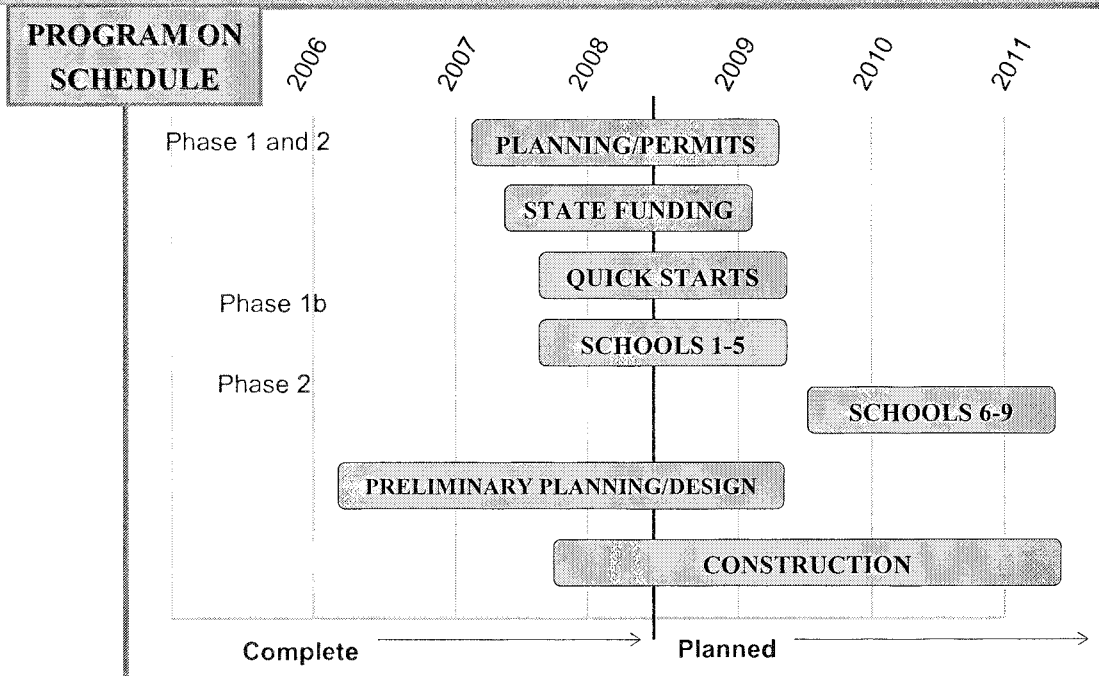 PROGRAM ON
SCHEDULE
2006
2007
2008
2009
2010
2011
Phase 1 and 2
PLANNING/PERMITS
STATE FUNDING
QUICK STARTS
Phase 1b
SCHOOLS 1-5
Phase 2
SCHOOLS 6-9
PRELIMINARY PLANNING/DESIGN
CONSTRUCTION
Complete
Planned